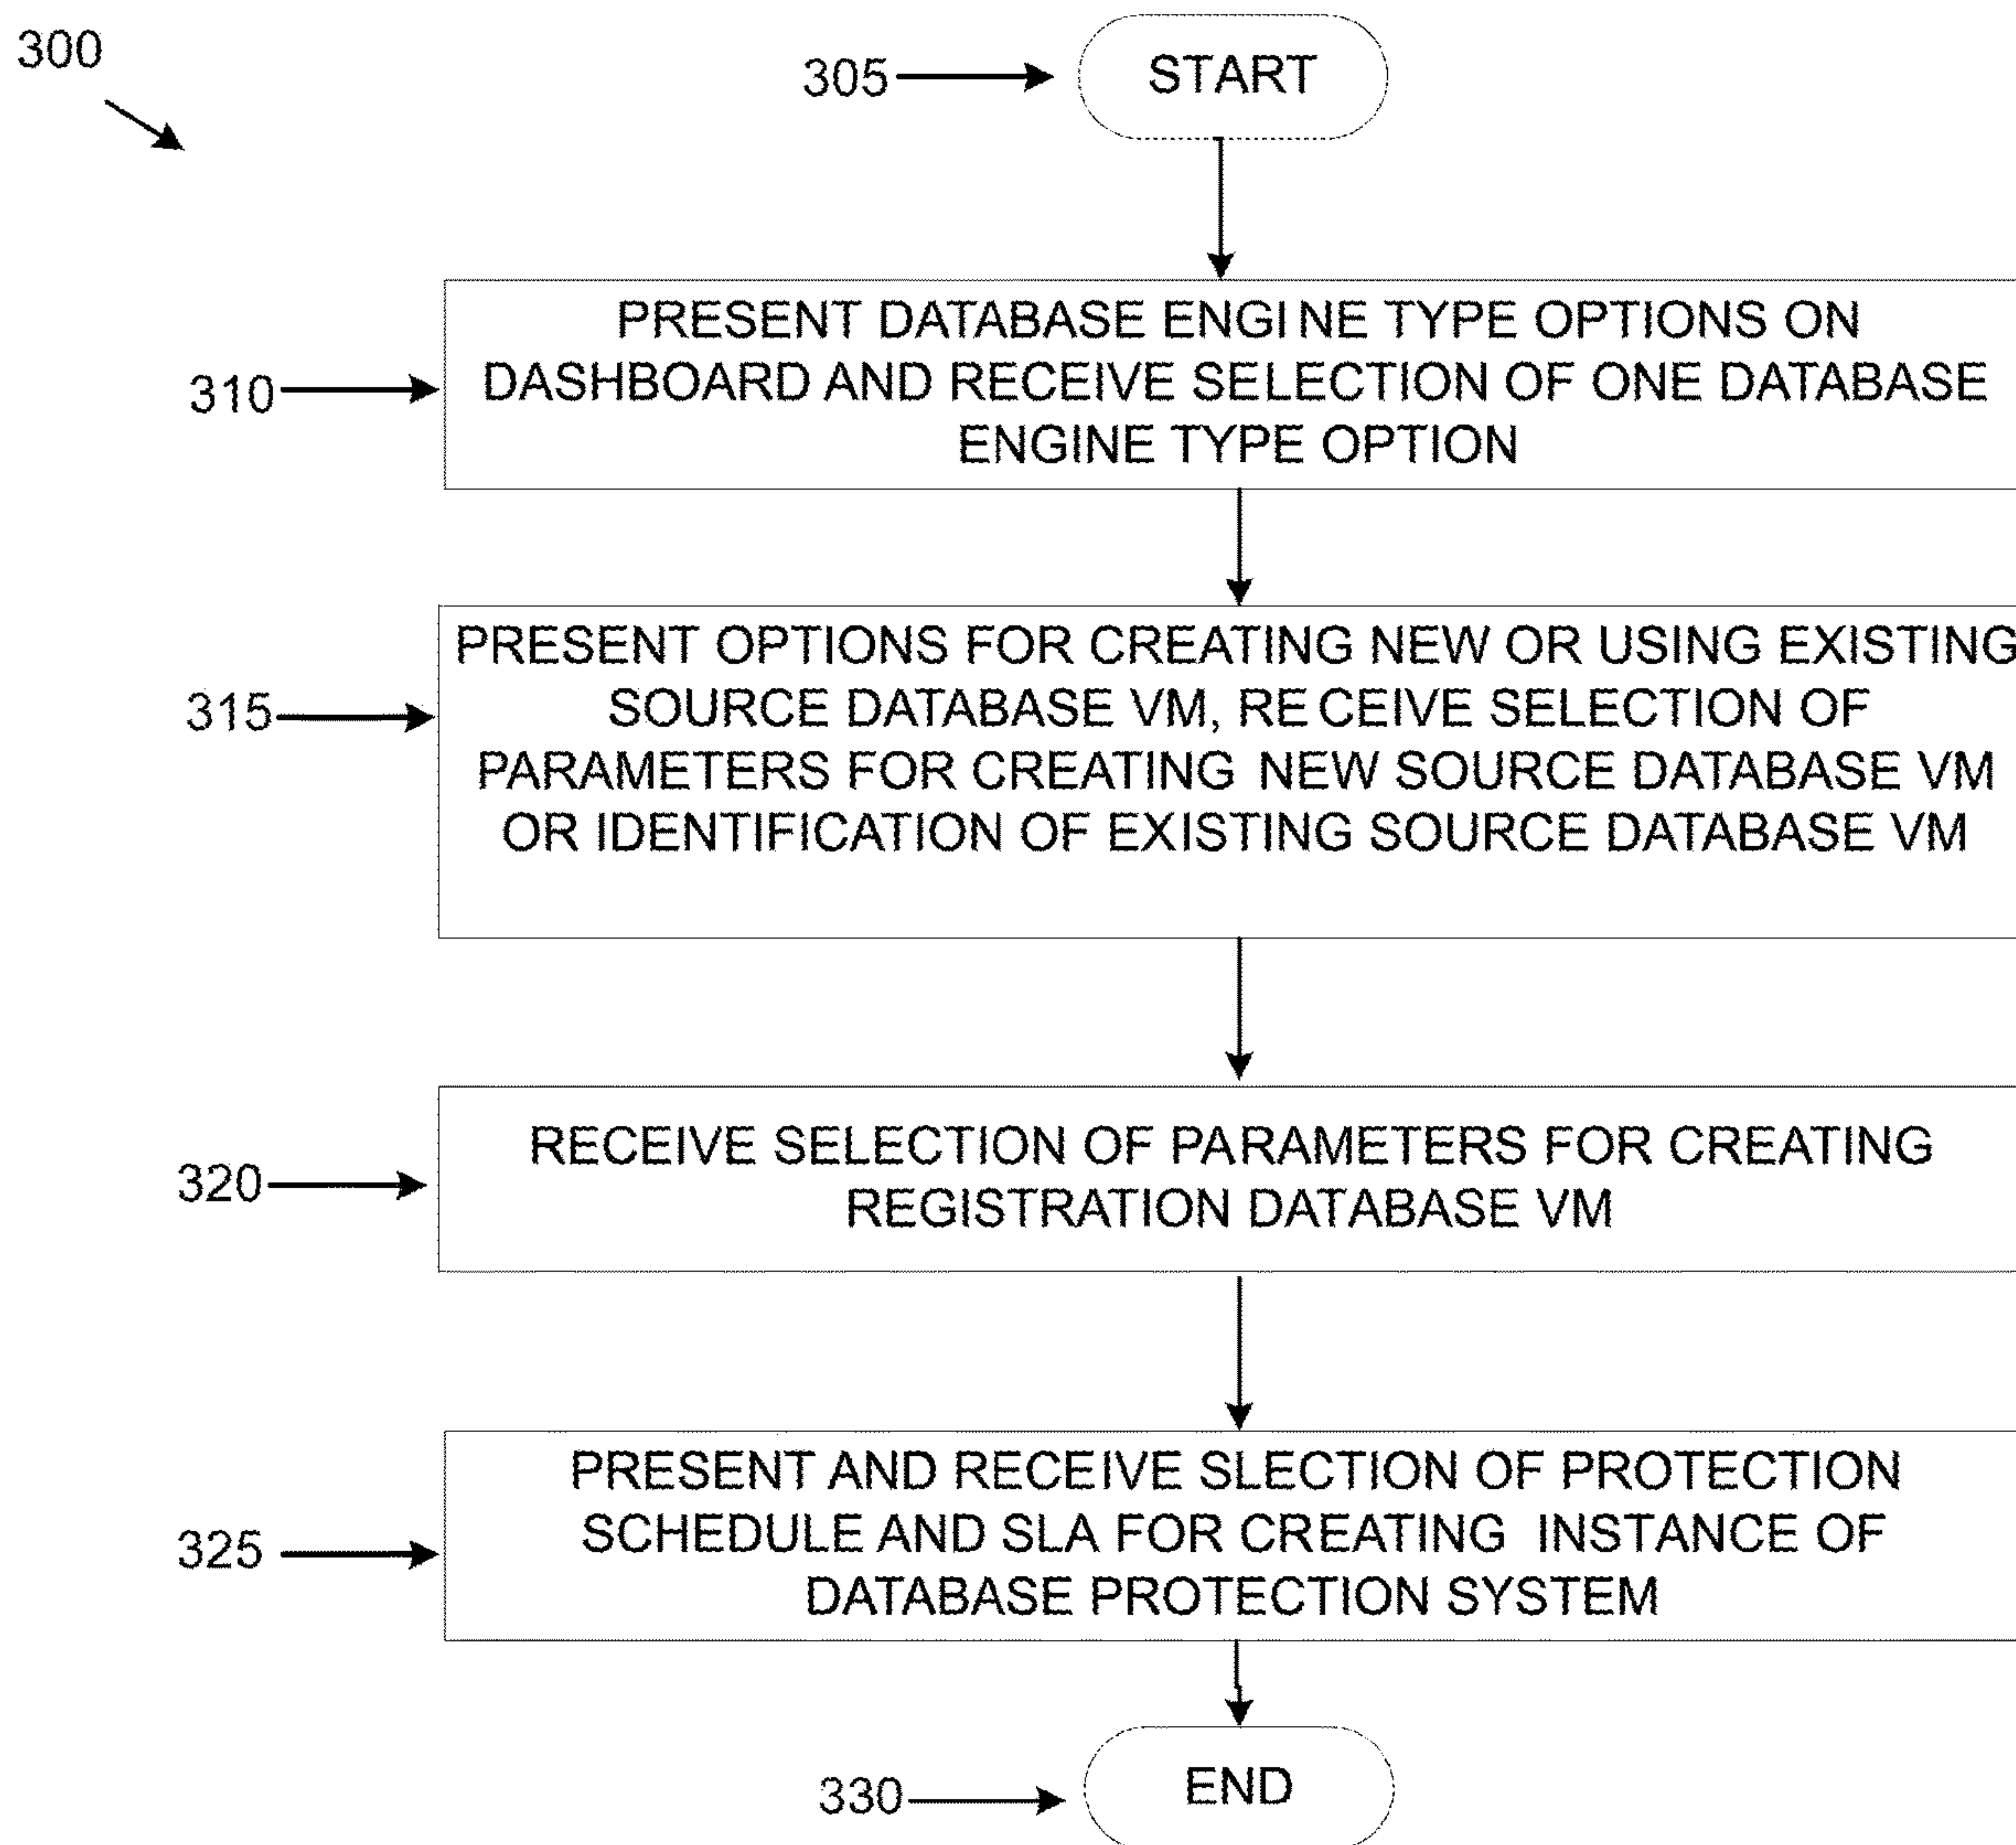 300
305
START
PRESENT DATABASE ENGINE TYPE OPTIONS ON
DASHBOARD AND RECEIVE SELECTION OF ONE DATABASE
ENGINE TYPE OPTION
310
PRESENT OPTIONS FOR CREATING NEW OR USING EXISTING
SOURCE DATABASE VM, RECEIVE SELECTION OF
PARAMETERS FOR CREATING NEW SOURCE DATABASE VM
OR IDENTIFICATION OF EXISTING SOURCE DATABASE VM
315
RECEIVE SELECTION OF PARAMETERS FOR CREATING
REGISTRATION DATABASE VM
320
PRESENT AND RECEIVE SLECTION OF PROTECTION
SCHEDULE AND SLA FOR CREATING INSTANCE OF
DATABASE PROTECTION SYSTEM
325
330
END